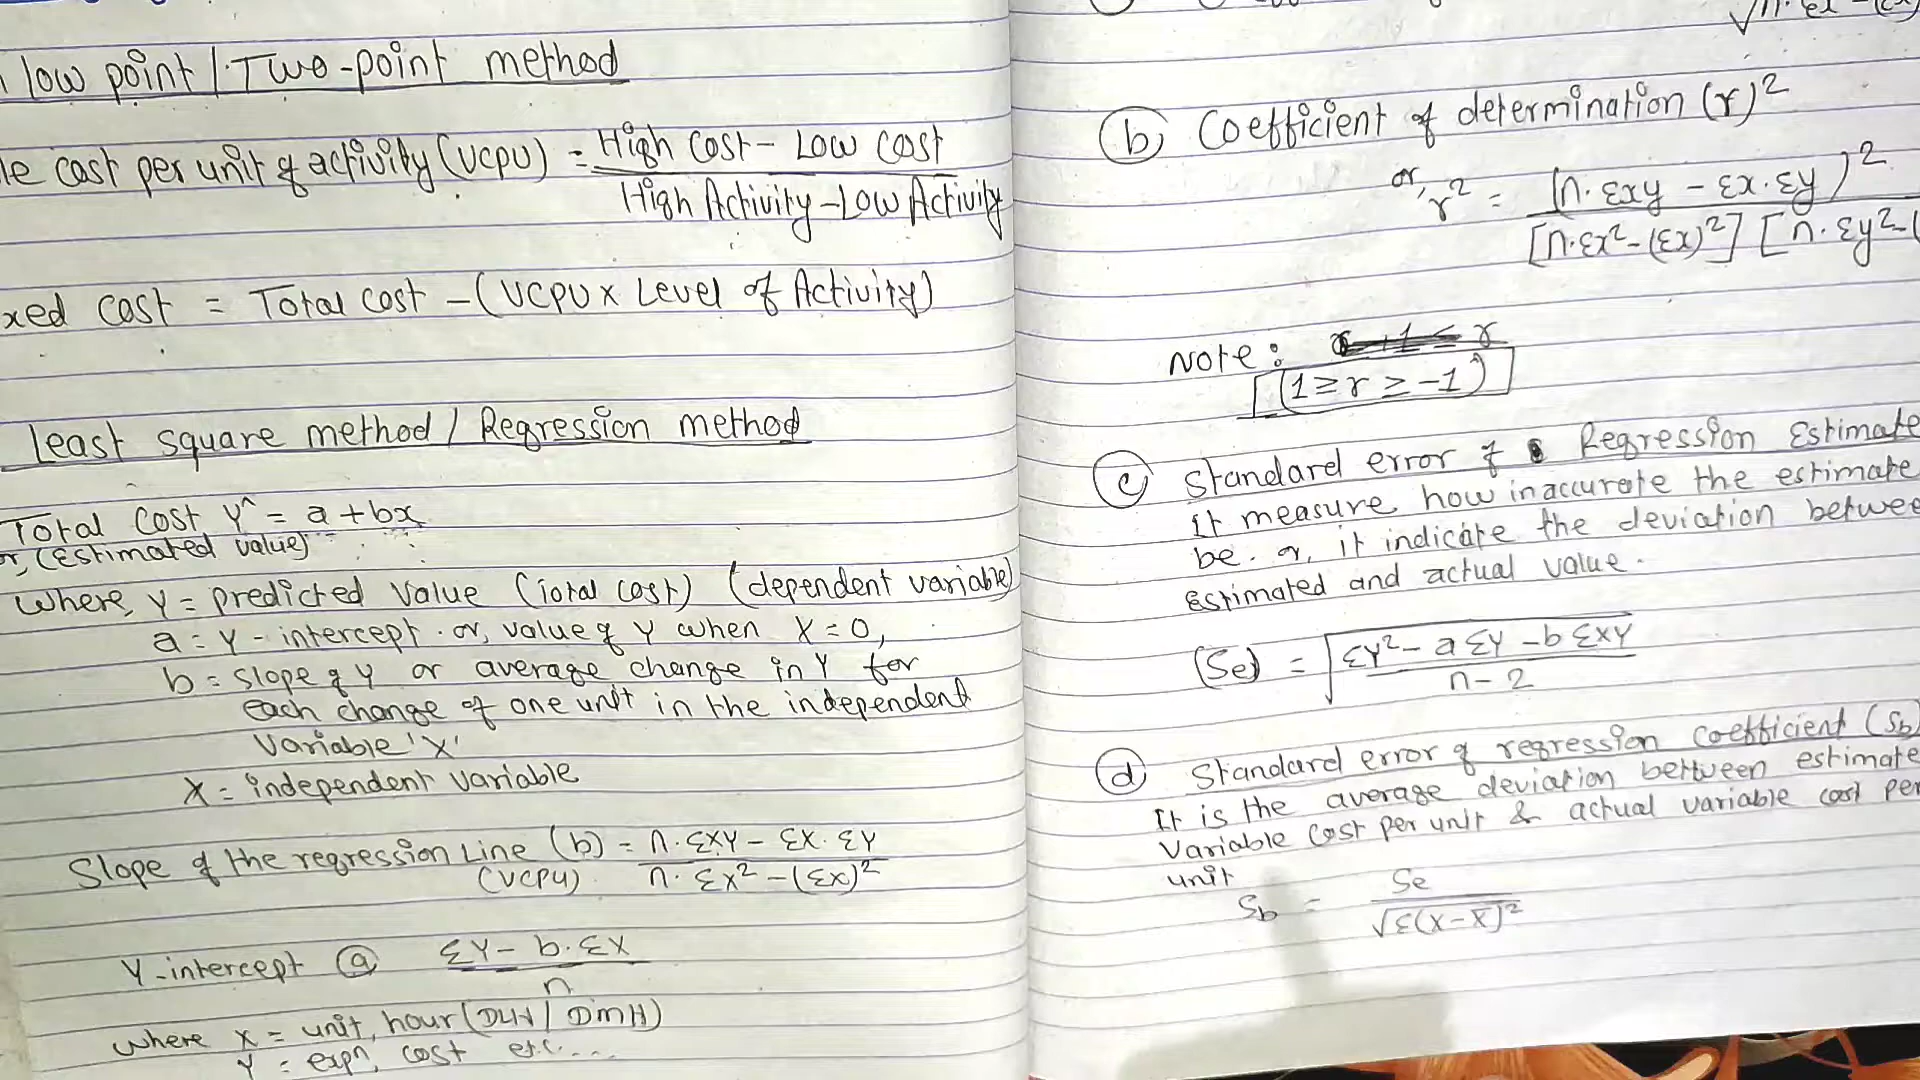 low point / Two-point method
le cost per unit of activity (VCPU) = High Cost - Low Cost
High Activity - Low Activity
xed cost = Total cost - (VCPU x Level of Activity)
Least square method / Regression method
Total cost Y^ = a + bx
or, (Estimated value)
Where, Y = predicted value (Total cost) (dependent variable)
a = Y - intercept. or, value of Y when X = 0,
b = slope of Y or average change in Y for
each change of one unit in the independent
variable 'X'
X = independent variable
Slope of the regression Line (b) = n.ΣXY - ΣX.ΣY
(VCPU) n.ΣX² - (ΣX)²
Y-intercept (a) ΣY - b.ΣX
n
Where X = unit, hour (DLH / DMH)
Y = expn, cost etc....
(b) Coefficient of determination (r)²
or, r² = (n.Σxy - Σx.Σy)²
[n.Σx² - (Σx)²] [n.Σy² - (
Note: r
[(1 ≥ r ≥ -1)]
(c) Standard error of Regression Estimate
It measure how inaccurate the estimate
be. or, it indicate the deviation betwee
Estimated and actual value.
(Se) = √ΣY² - aΣY - bΣXY
n - 2
(d) Standard error of regression coefficient (Sb)
It is the average deviation between estimate
Variable cost per unit & actual variable cost per
unit
Sb = Se
√Σ(X - X̄)²